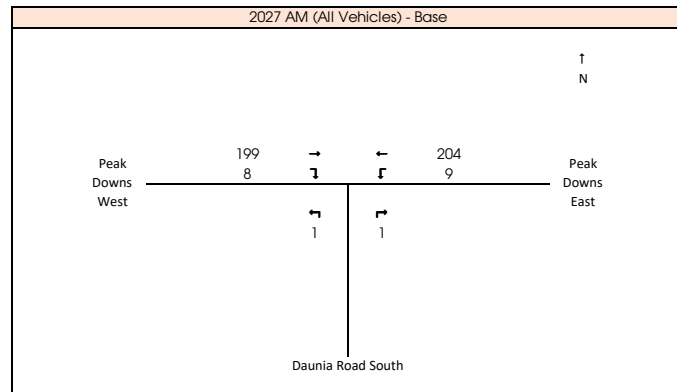 2027 AM (All Vehicles) - Base
↑
N
199 → ← 204
8 9
Peak
Downs
West
Peak
Downs
East
1 1
Daunia Road South